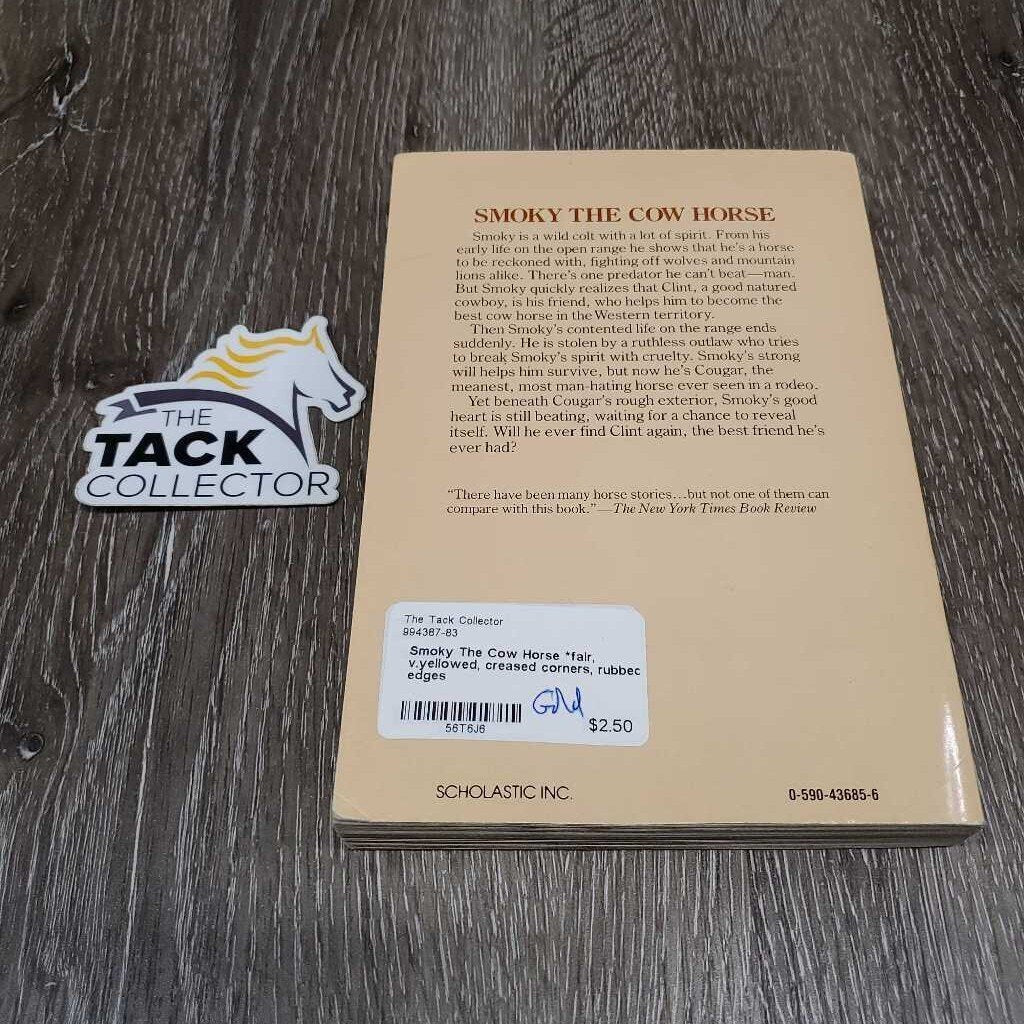 THE
TACK
COLLECTOR
SMOKY THE COW HORSE
Smoky is a wild colt with a lot of spirit. From his
early life on the open range he shows that he's a horse
to be reckoned with, fighting off wolves and mountain
lions alike. There's one predator he can't beat—man.
But Smoky quickly realizes that Clint, a good natured
cowboy, is his friend, who helps him to become the
best cow horse in the Western territory.
Then Smoky's contented life on the range ends
suddenly. He is stolen by a ruthless outlaw who tries
to break Smoky's spirit with cruelty. Smoky's strong
will helps him survive, but now he's Cougar, the
meanest, most man-hating horse ever seen in a rodeo.
Yet beneath Cougar's rough exterior, Smoky's good
heart is still beating, waiting for a chance to reveal
itself. Will he ever find Clint again, the best friend he's
ever had?
"There have been many horse stories...but not one of them can
compare with this book."—The New York Times Book Review
The Tack Collector
994387-83
Smoky The Cow Horse *fair,
v.yellowed, creased corners, rubbec
edges
Gold
56T6J6
$2.50
SCHOLASTIC INC.
0-590-43685-6